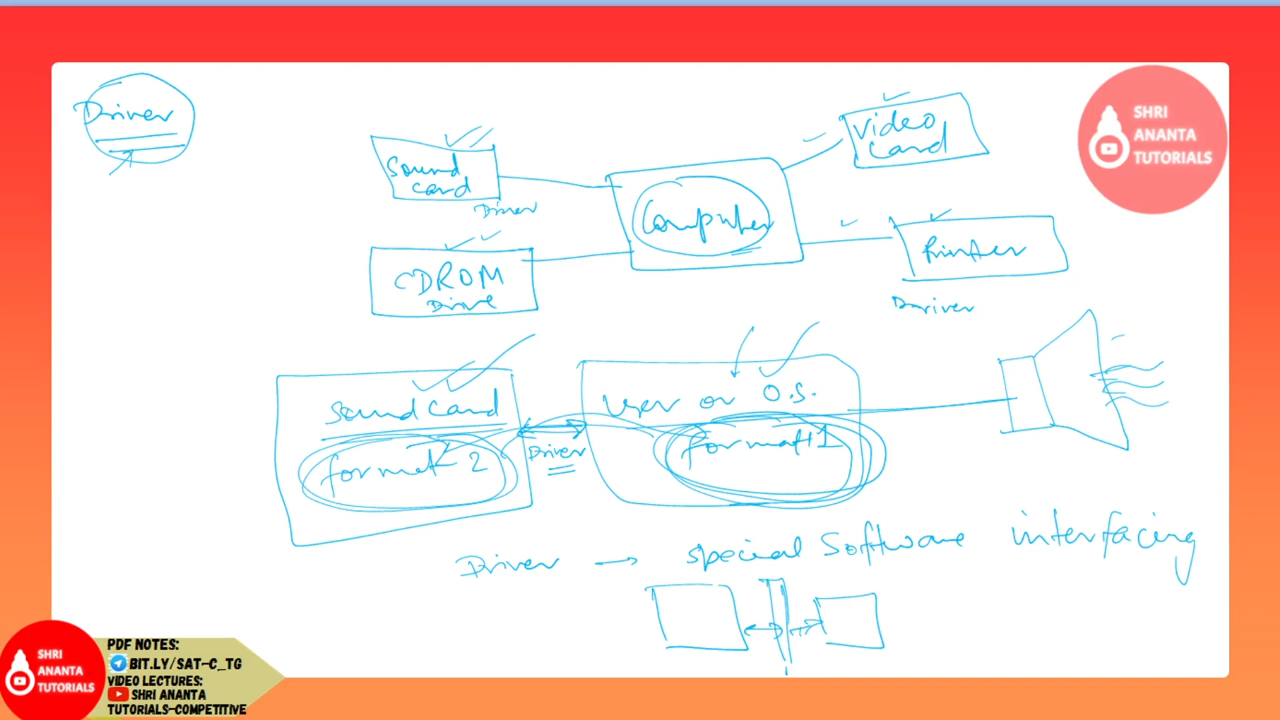 Driver
Sound
card
Driver
CDROM
Drive
Computer
Video
card
Printer
Dariver
SHRI
ANANTA
TUTORIALS
Sound card
format 2
Driver
User or O.S.
format 1
Driver → special Software interfacing
SHRI
ANANTA
TUTORIALS
PDF NOTES:
BIT.LY/SAT-C_TG
VIDEO LECTURES:
SHRI ANANTA
TUTORIALS-COMPETITIVE